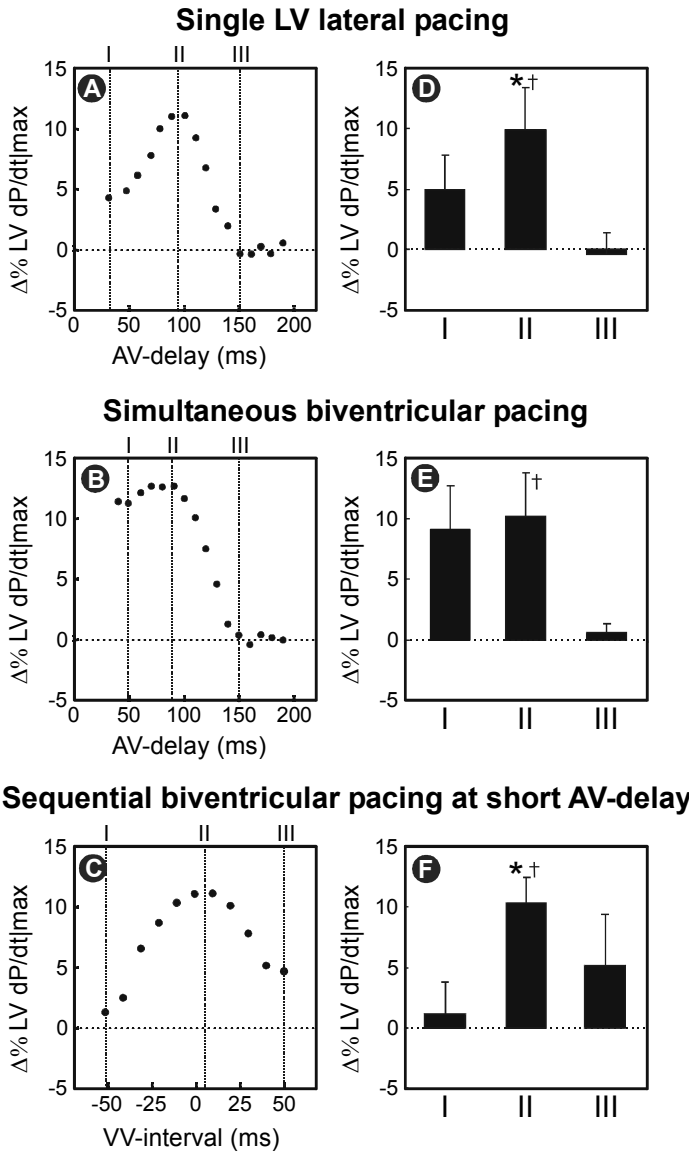 Single LV lateral pacing
I II III
A
Δ% LV dP/dt|max
15
10
5
0
-5
0 50 100 150 200
AV-delay (ms)
D
*†
Δ% LV dP/dt|max
15
10
5
0
-5
I II III
Simultaneous biventricular pacing
I II III
B
Δ% LV dP/dt|max
15
10
5
0
-5
0 50 100 150 200
AV-delay (ms)
E
†
Δ% LV dP/dt|max
15
10
5
0
-5
I II III
Sequential biventricular pacing at short AV-delay
I II III
C
Δ% LV dP/dt|max
15
10
5
0
-5
-50 -25 0 25 50
VV-interval (ms)
F
*†
Δ% LV dP/dt|max
15
10
5
0
-5
I II III